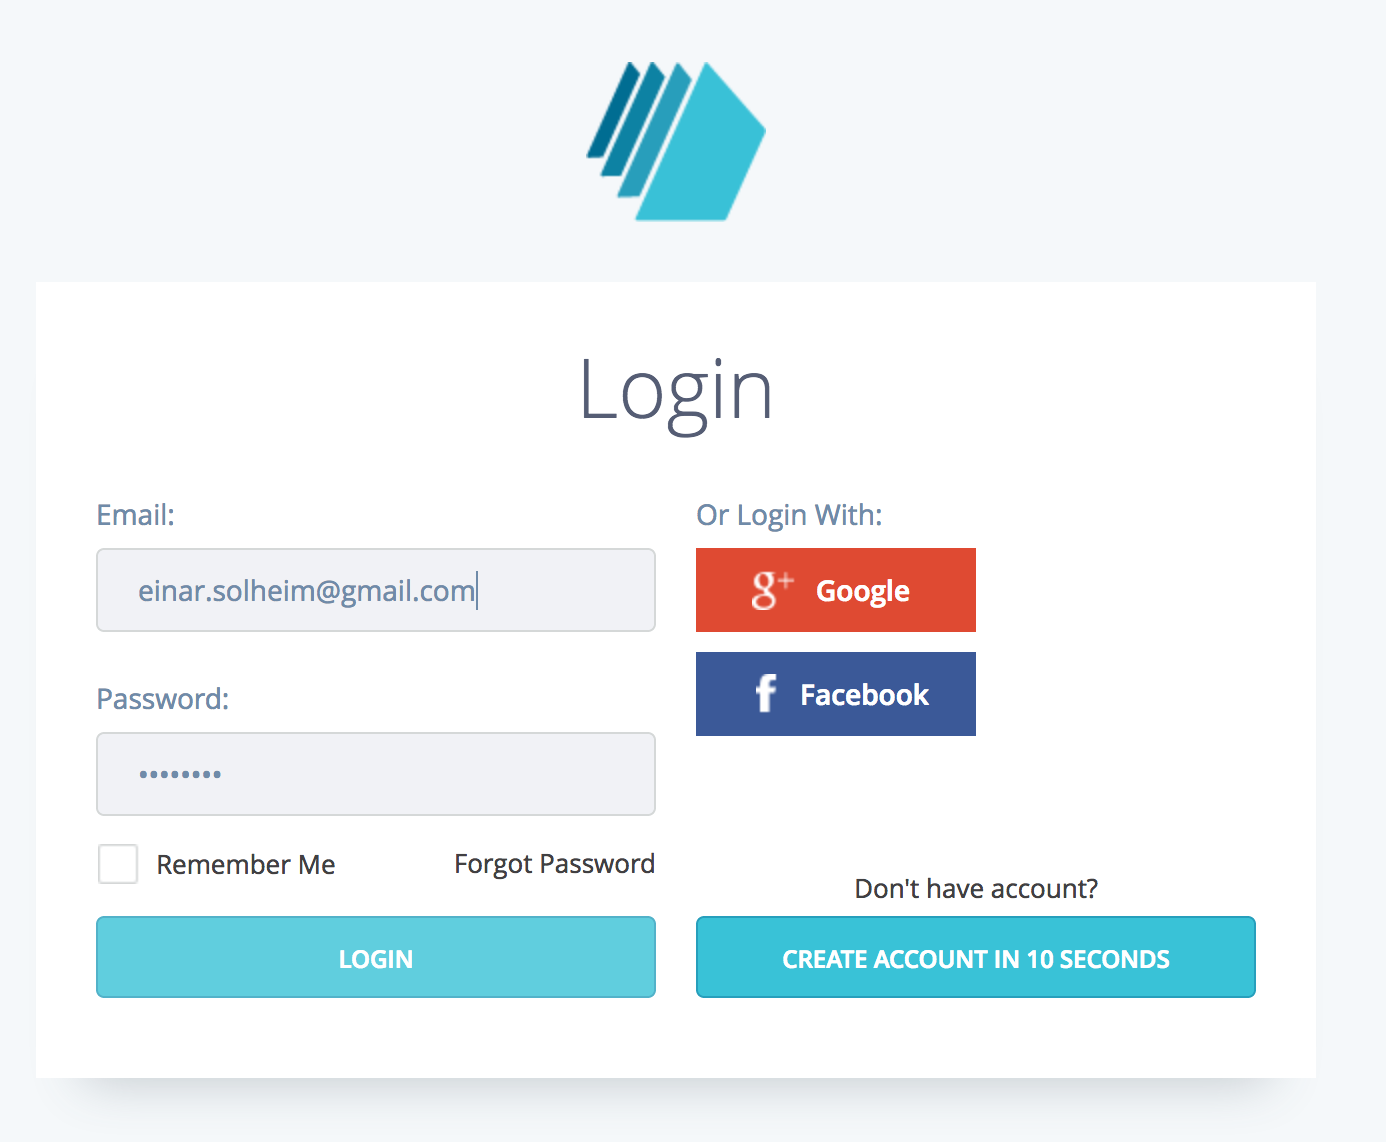 Login
Email:
einar.solheim@gmail.com
Password:
••••••••
Remember Me
Forgot Password
LOGIN
Or Login With:
g+ Google
f Facebook
Don't have account?
CREATE ACCOUNT IN 10 SECONDS